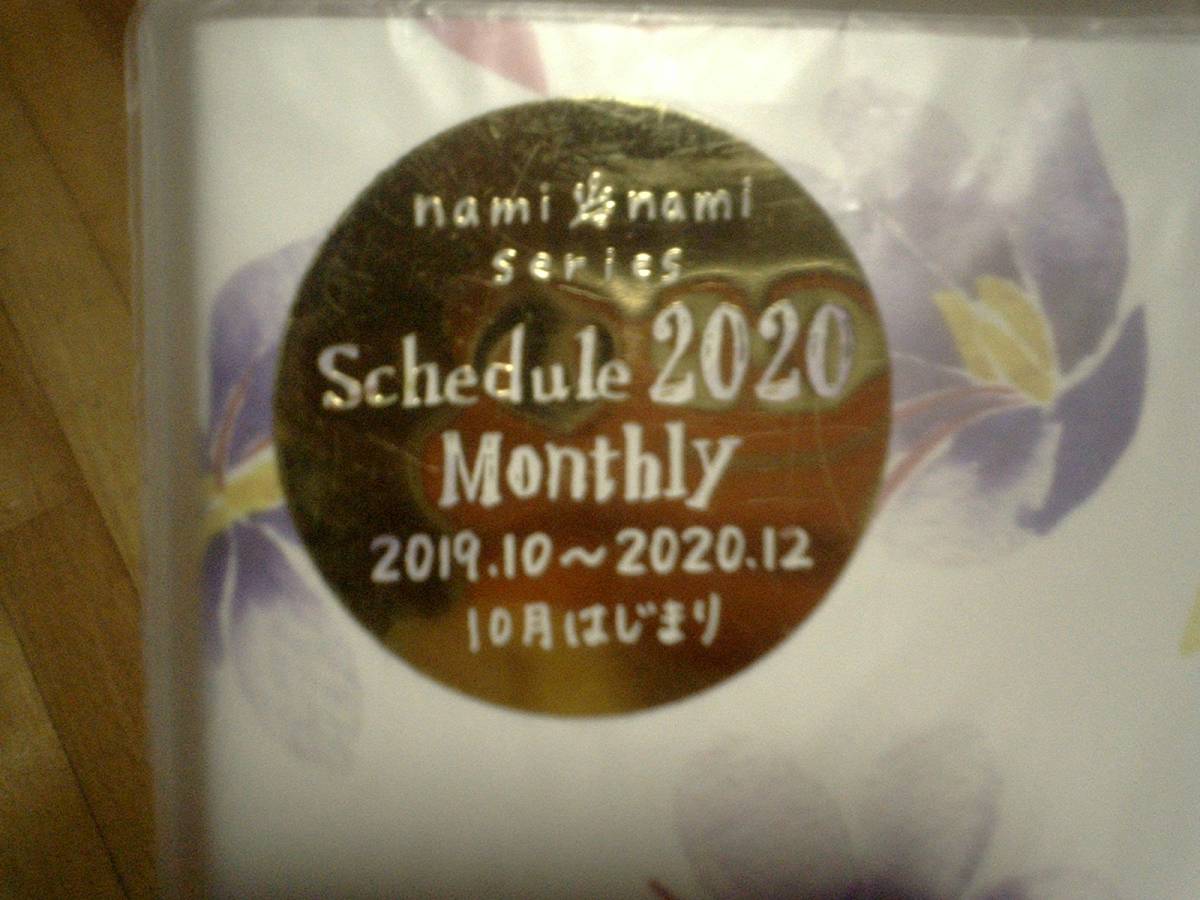 nami nami
series
Schedule 2020
Monthly
2019.10~2020.12
10月はじまり